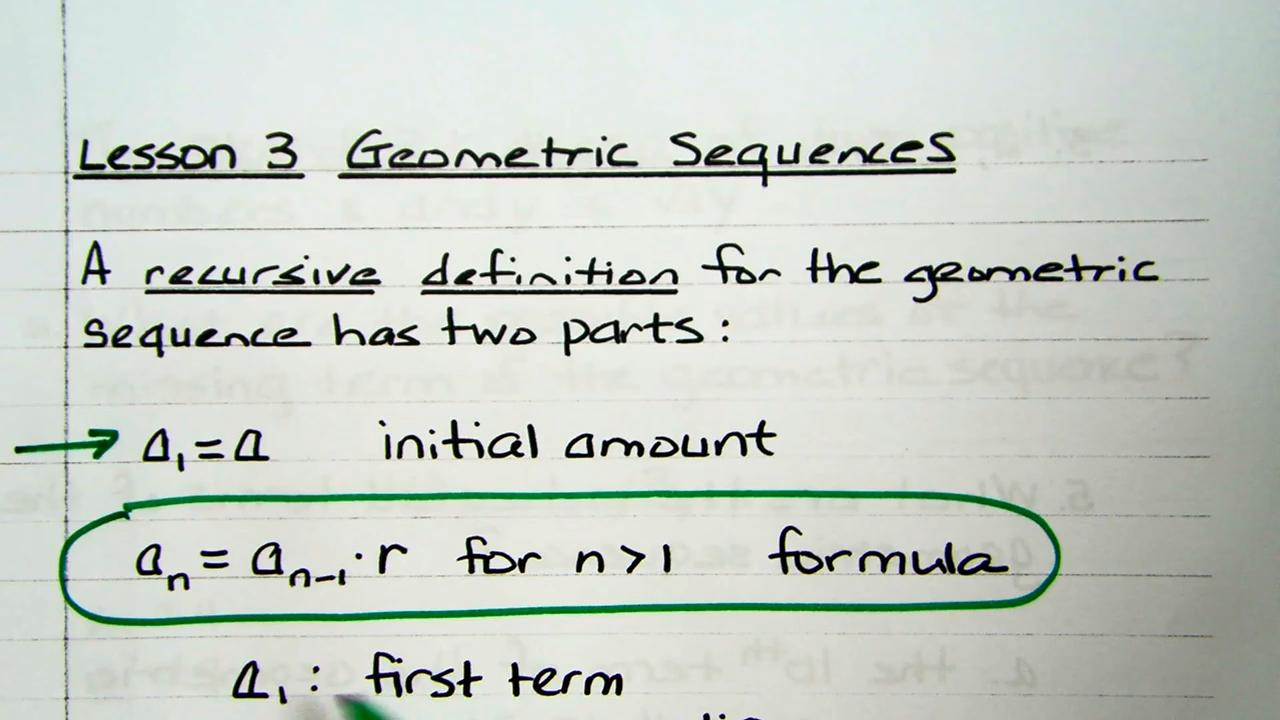 Lesson 3 Geometric Sequences
A recursive definition for the geometric
sequence has two parts:
a₁ = a initial amount
aₙ = aₙ₋₁ · r for n > 1 formula
a₁ : first term